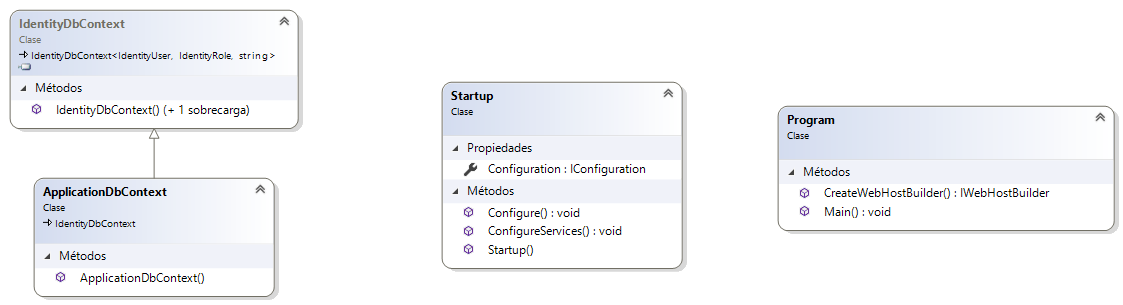 IdentityDbContext
Clase
IdentityDbContext<IdentityUser, IdentityRole, string>
Métodos
IdentityDbContext() (+ 1 sobrecarga)
ApplicationDbContext
Clase
IdentityDbContext
Métodos
ApplicationDbContext()
Startup
Clase
Propiedades
Configuration : IConfiguration
Métodos
Configure() : void
ConfigureServices() : void
Startup()
Program
Clase
Métodos
CreateWebHostBuilder() : IWebHostBuilder
Main() : void